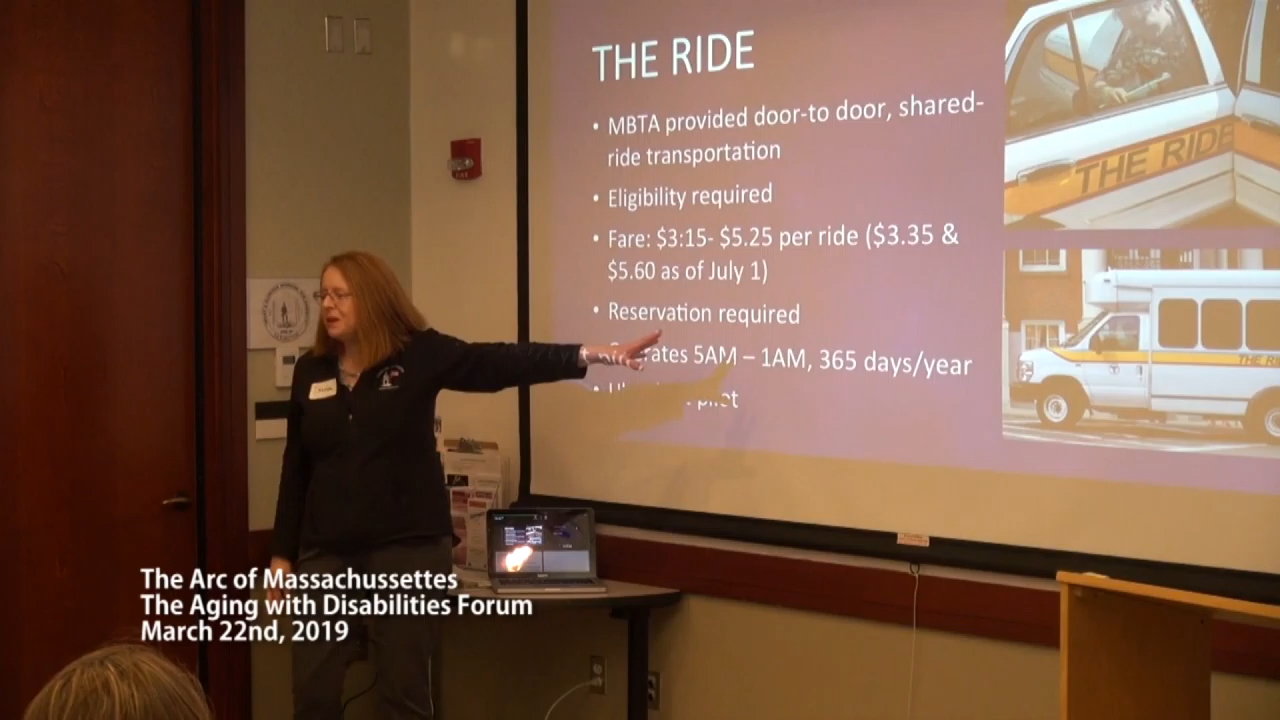 THE RIDE
• MBTA provided door-to door, shared-
ride transportation
• Eligibility required
• Fare: $3:15- $5.25 per ride ($3.35 &
$5.60 as of July 1)
• Reservation required
5AM – 1AM, 365 days/year
pilot
THE RIDE
THE RIDE
The Arc of Massachussettes
The Aging with Disabilities Forum
March 22nd, 2019